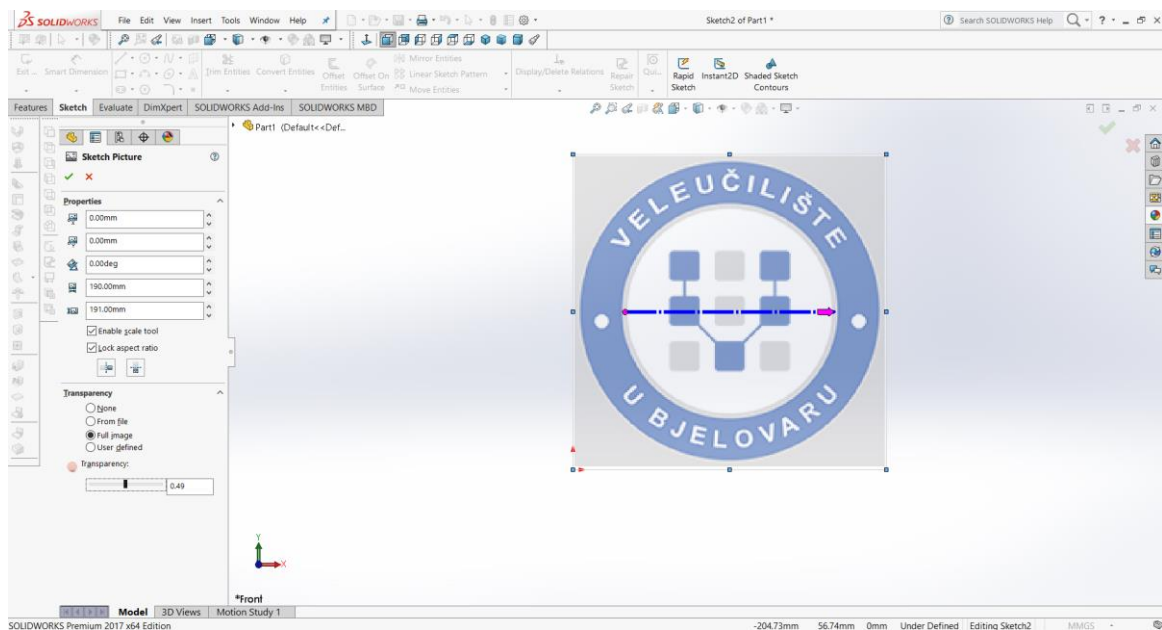 SOLIDWORKS File Edit View Insert Tools Window Help Sketch2 of Part1 * Search SOLIDWORKS Help
Exit ... Smart Dimension Trim Entities Convert Entities Offset Entities Offset On Surface Mirror Entities Linear Sketch Pattern Move Entities Display/Delete Relations Repair Sketch Qui... Rapid Sketch Instant2D Shaded Sketch Contours
Features Sketch Evaluate DimXpert SOLIDWORKS Add-Ins SOLIDWORKS MBD
Part1 (Default<<Def...
Sketch Picture
Properties
0.00mm
0.00mm
0.00deg
190.00mm
191.00mm
Enable scale tool
Lock aspect ratio
Transparency
None
From file
Full image
User defined
Transparency:
0.49
VELEUČILIŠTE
U BJELOVARU
Y
X
*Front
Model 3D Views Motion Study 1
SOLIDWORKS Premium 2017 x64 Edition -204.73mm 56.74mm 0mm Under Defined Editing Sketch2 MMGS